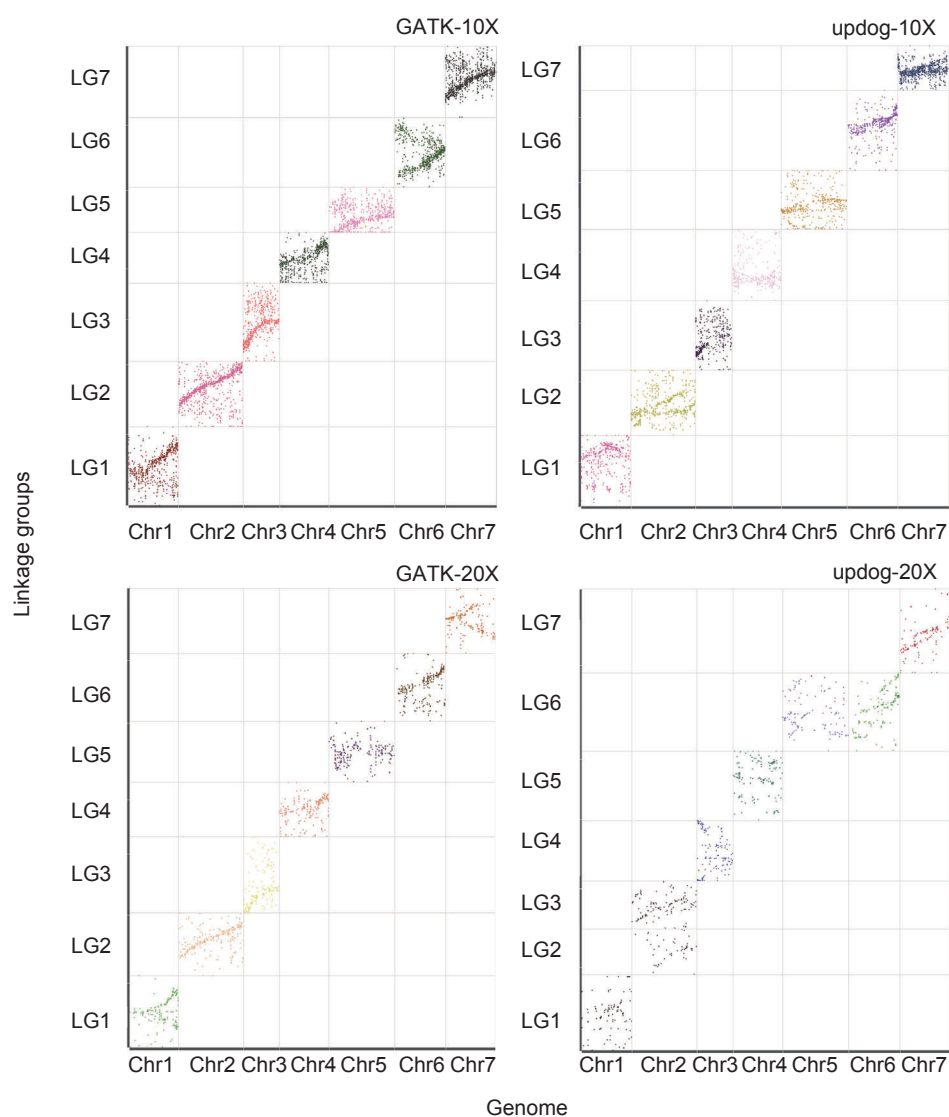 GATK-10X
LG7
LG6
LG5
LG4
LG3
LG2
LG1
Chr1 Chr2 Chr3 Chr4 Chr5 Chr6 Chr7
updog-10X
LG7
LG6
LG5
LG4
LG3
LG2
LG1
Chr1 Chr2 Chr3 Chr4 Chr5 Chr6 Chr7
Linkage groups
GATK-20X
LG7
LG6
LG5
LG4
LG3
LG2
LG1
Chr1 Chr2 Chr3 Chr4 Chr5 Chr6 Chr7
updog-20X
LG7
LG6
LG5
LG4
LG3
LG2
LG1
Chr1 Chr2 Chr3 Chr4 Chr5 Chr6 Chr7
Genome